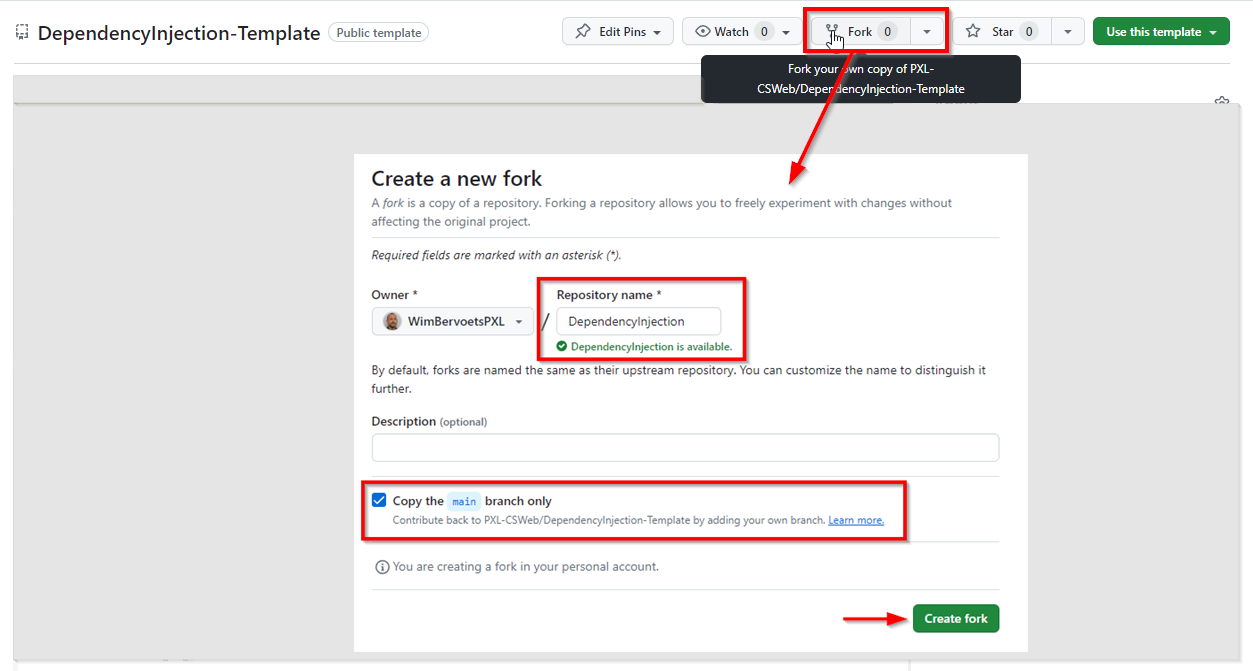 DependencyInjection-Template Public template Edit Pins Watch 0 Fork 0 Star 0 Use this template
Fork your own copy of PXL-
CSWeb/DependencyInjection-Template
Create a new fork
A fork is a copy of a repository. Forking a repository allows you to freely experiment with changes without
affecting the original project.
Required fields are marked with an asterisk (*).
Owner * Repository name *
WimBervoetsPXL / DependencyInjection
DependencyInjection is available.
By default, forks are named the same as their upstream repository. You can customize the name to distinguish it
further.
Description (optional)
Copy the main branch only
Contribute back to PXL-CSWeb/DependencyInjection-Template by adding your own branch. Learn more.
You are creating a fork in your personal account.
Create fork